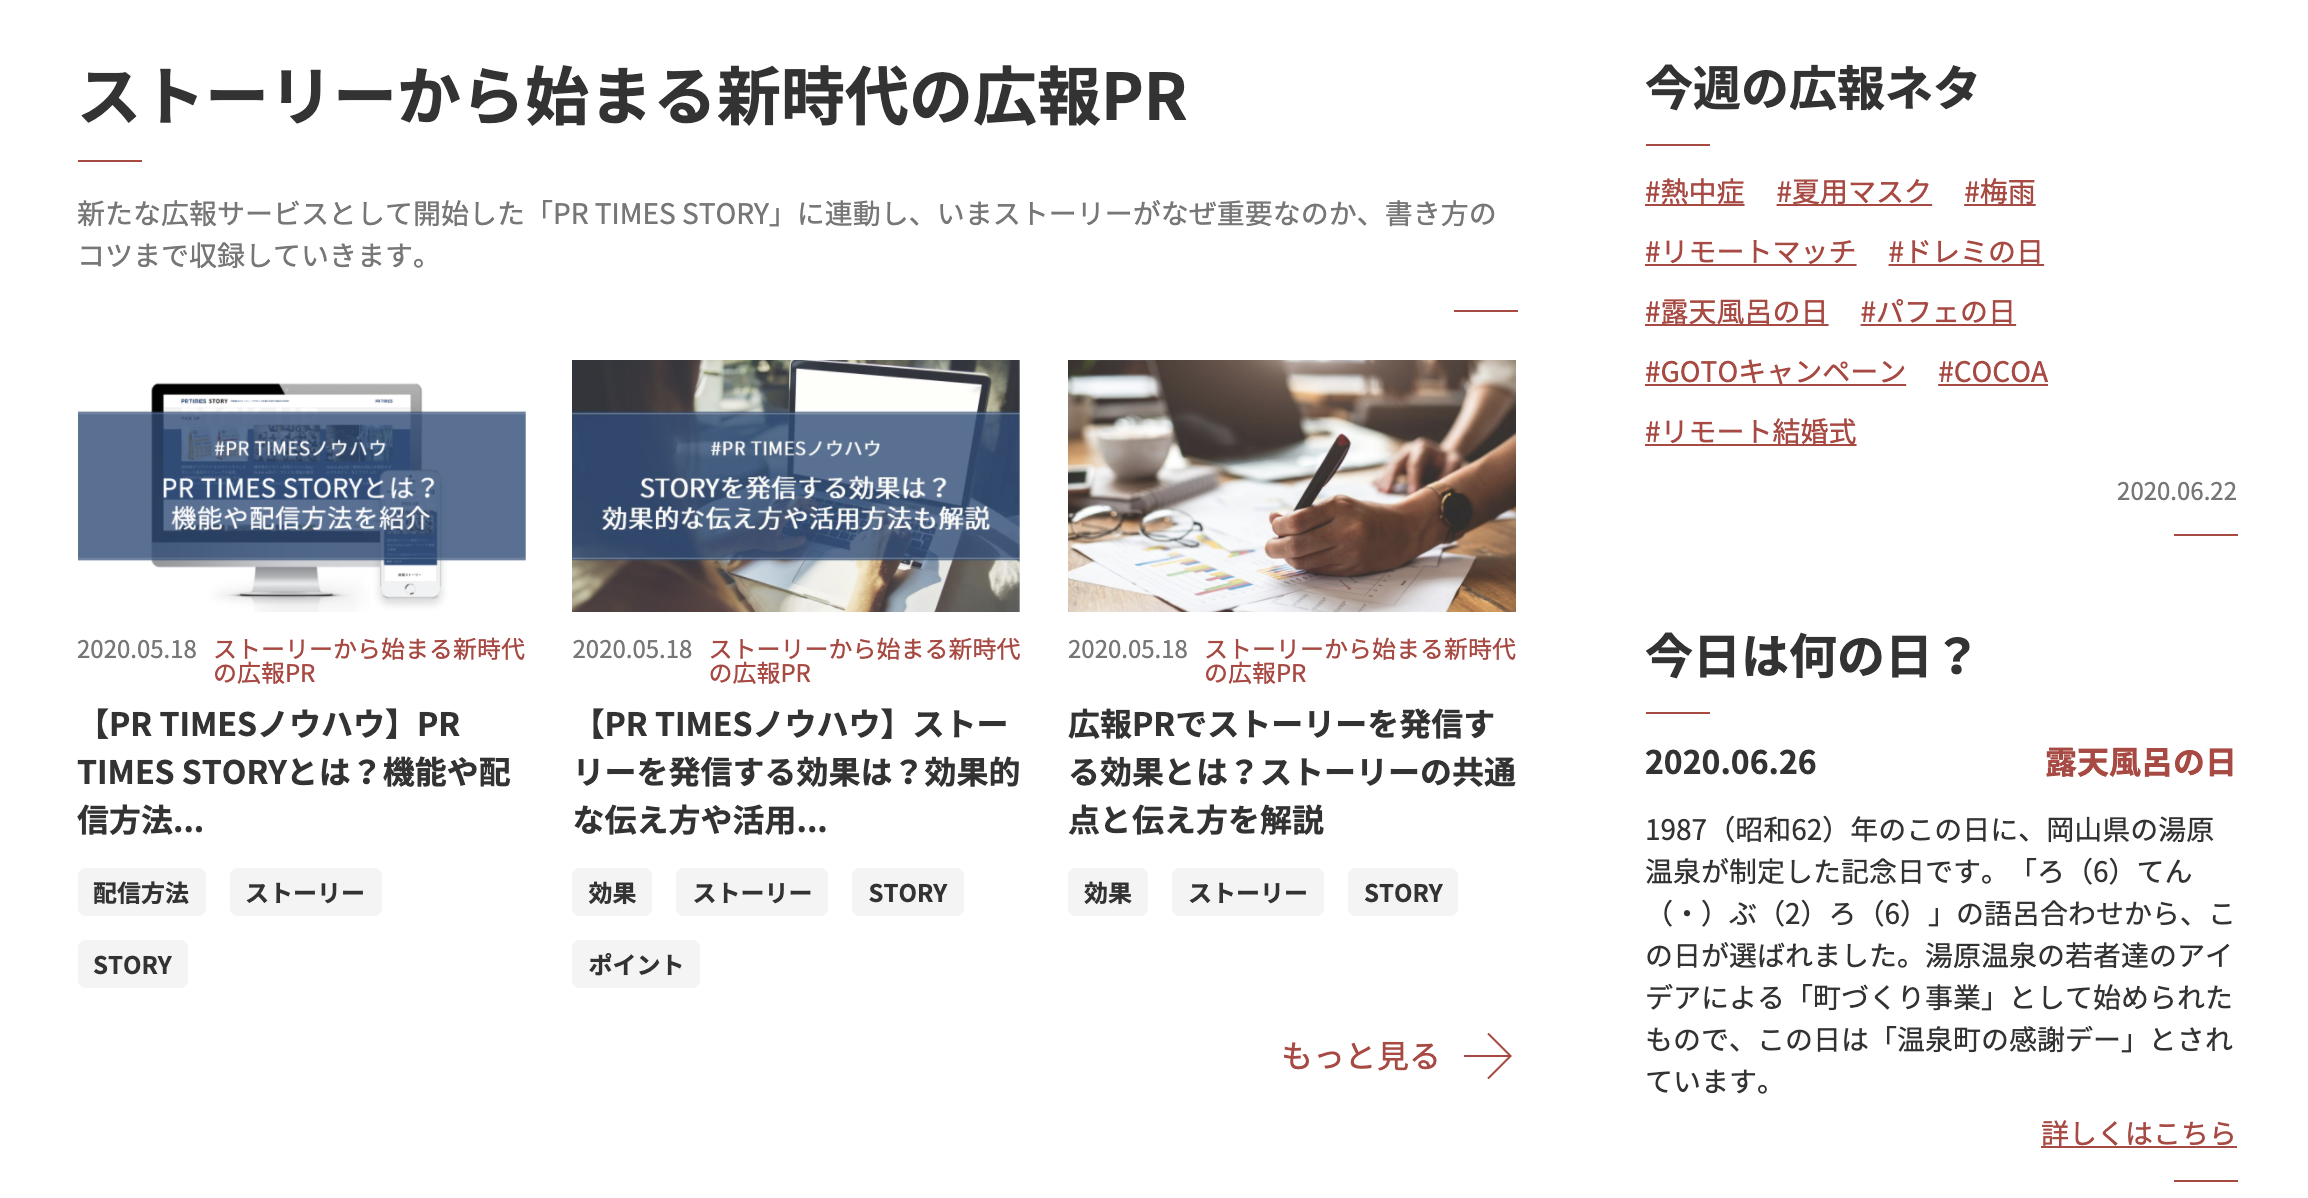 ストーリーから始まる新時代の広報PR
新たな広報サービスとして開始した「PR TIMES STORY」に連動し、いまストーリーがなぜ重要なのか、書き方の
コツまで収録していきます。
PR TIMES STORY
PR TIMES
#PR TIMESノウハウ
PR TIMES STORYとは？
機能や配信方法を紹介
2020.05.18 ストーリーから始まる新時代
の広報PR
【PR TIMESノウハウ】PR
TIMES STORYとは？機能や配
信方法...
配信方法 ストーリー
STORY
#PR TIMESノウハウ
STORYを発信する効果は？
効果的な伝え方や活用方法も解説
2020.05.18 ストーリーから始まる新時代
の広報PR
【PR TIMESノウハウ】ストー
リーを発信する効果は？効果的
な伝え方や活用...
効果 ストーリー STORY
ポイント
2020.05.18 ストーリーから始まる新時代
の広報PR
広報PRでストーリーを発信す
る効果とは？ストーリーの共通
点と伝え方を解説
効果 ストーリー STORY
もっと見る
今週の広報ネタ
#熱中症 #夏用マスク #梅雨
#リモートマッチ #ドレミの日
#露天風呂の日 #パフェの日
#GOTOキャンペーン #COCOA
#リモート結婚式
2020.06.22
今日は何の日？
2020.06.26 露天風呂の日
1987（昭和62）年のこの日に、岡山県の湯原
温泉が制定した記念日です。「ろ（6）てん
（・）ぶ（2）ろ（6）」の語呂合わせから、こ
の日が選ばれました。湯原温泉の若者達のアイ
デアによる「町づくり事業」として始められた
もので、この日は「温泉町の感謝デー」とされ
ています。
詳しくはこちら